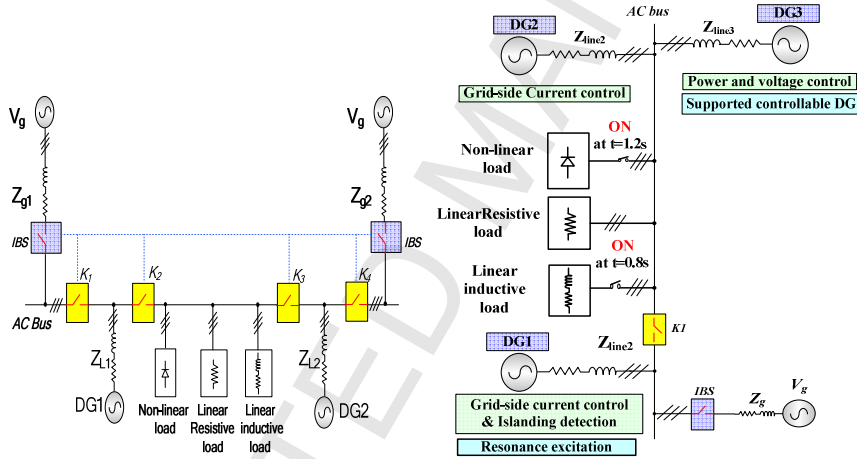 Vg
Vg
Zg1
Zg2
IBS
IBS
K1
K2
K3
K4
AC Bus
ZL1
ZL2
DG1
Non-linear
load
Linear
Resistive
load
Linear
inductive
load
DG2
AC bus
DG2
Zline2
Zline3
DG3
Grid-side Current control
Power and voltage control
Supported controllable DG
Non-linear
load
ON
at t=1.2s
LinearResistive
load
Linear
inductive
load
ON
at t=0.8s
K1
DG1
Zline2
Grid-side current control
& Islanding detection
Resonance excitation
IBS
Zg
Vg
TED MA